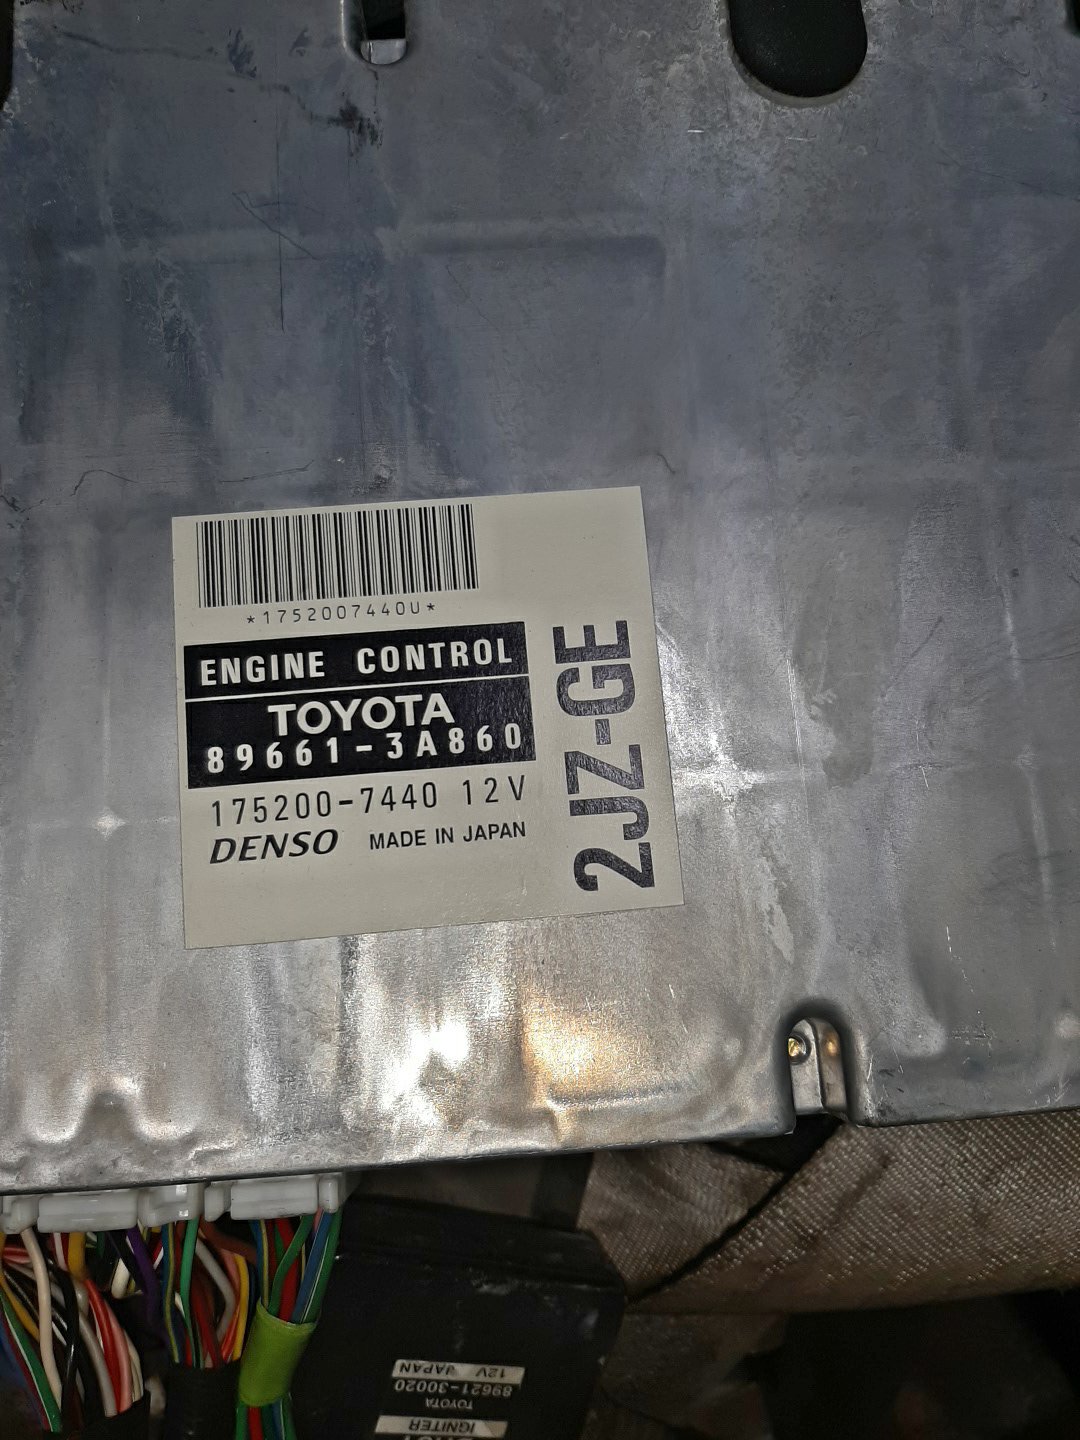 *1752007440U*
ENGINE CONTROL
TOYOTA
89661-3A860
175200-7440 12V
DENSO MADE IN JAPAN
2JZ-GE
IGNITER
TOYOTA
89621-30020
12V JAPAN